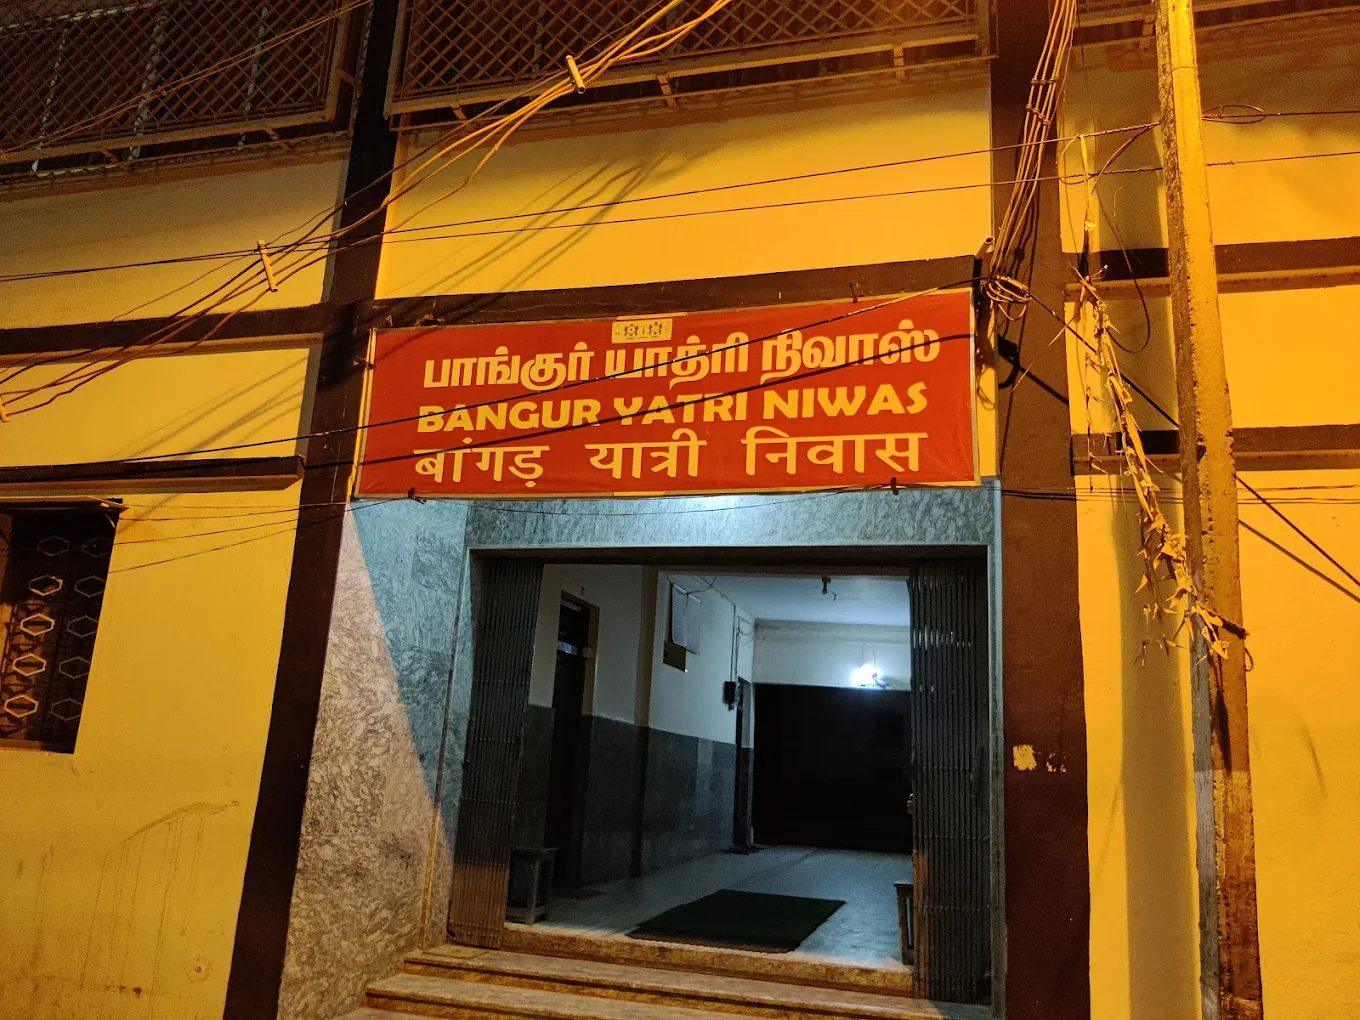 பாங்குர் யாத்ரி நிவாஸ்
BANGUR YATRI NIWAS
बांगड़ यात्री निवास